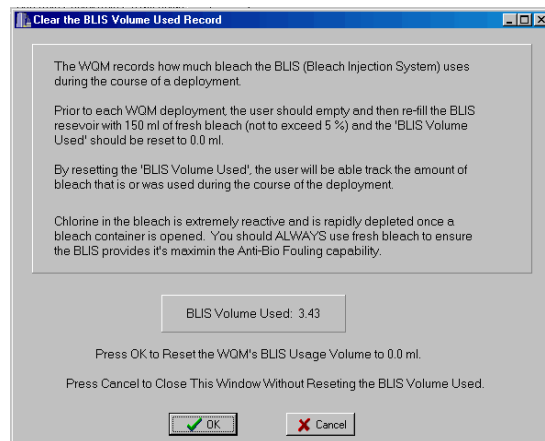 Clear the BLIS Volume Used Record
The WQM records how much bleach the BLIS (Bleach Injection System) uses
during the course of a deployment.
Prior to each WQM deployment, the user should empty and then re-fill the BLIS
resevoir with 150 ml of fresh bleach (not to exceed 5 %) and the 'BLIS Volume
Used' should be reset to 0.0 ml.
By resetting the 'BLIS Volume Used', the user will be able track the amount of
bleach that is or was used during the course of the deployment.
Chlorine in the bleach is extremely reactive and is rapidly depleted once a
bleach container is opened. You should ALWAYS use fresh bleach to ensure
the BLIS provides it's maximin the Anti-Bio Fouling capability.
BLIS Volume Used: 3.43
Press OK to Reset the WQM's BLIS Usage Volume to 0.0 ml.
Press Cancel to Close This Window Without Reseting the BLIS Volume Used.
OK
Cancel